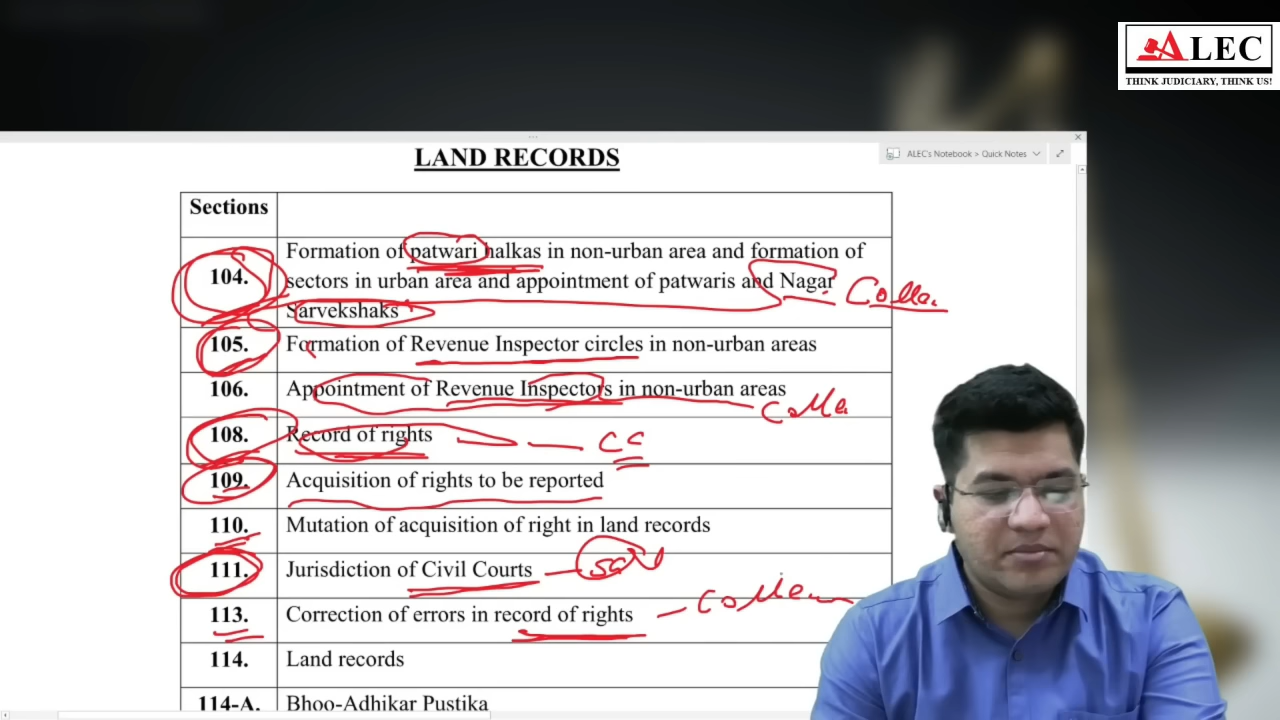 ALEC
THINK JUDICIARY, THINK US!
ALEC's Notebook > Quick Notes
LAND RECORDS
Sections
104. Formation of patwari halkas in non-urban area and formation of
sectors in urban area and appointment of patwaris and Nagar
Sarvekshaks
Colle.
105. Formation of Revenue Inspector circles in non-urban areas
106. Appointment of Revenue Inspectors in non-urban areas
Colle
108. Record of rights
109. Acquisition of rights to be reported
110. Mutation of acquisition of right in land records
111. Jurisdiction of Civil Courts
113. Correction of errors in record of rights
114. Land records
114-A. Bhoo-Adhikar Pustika